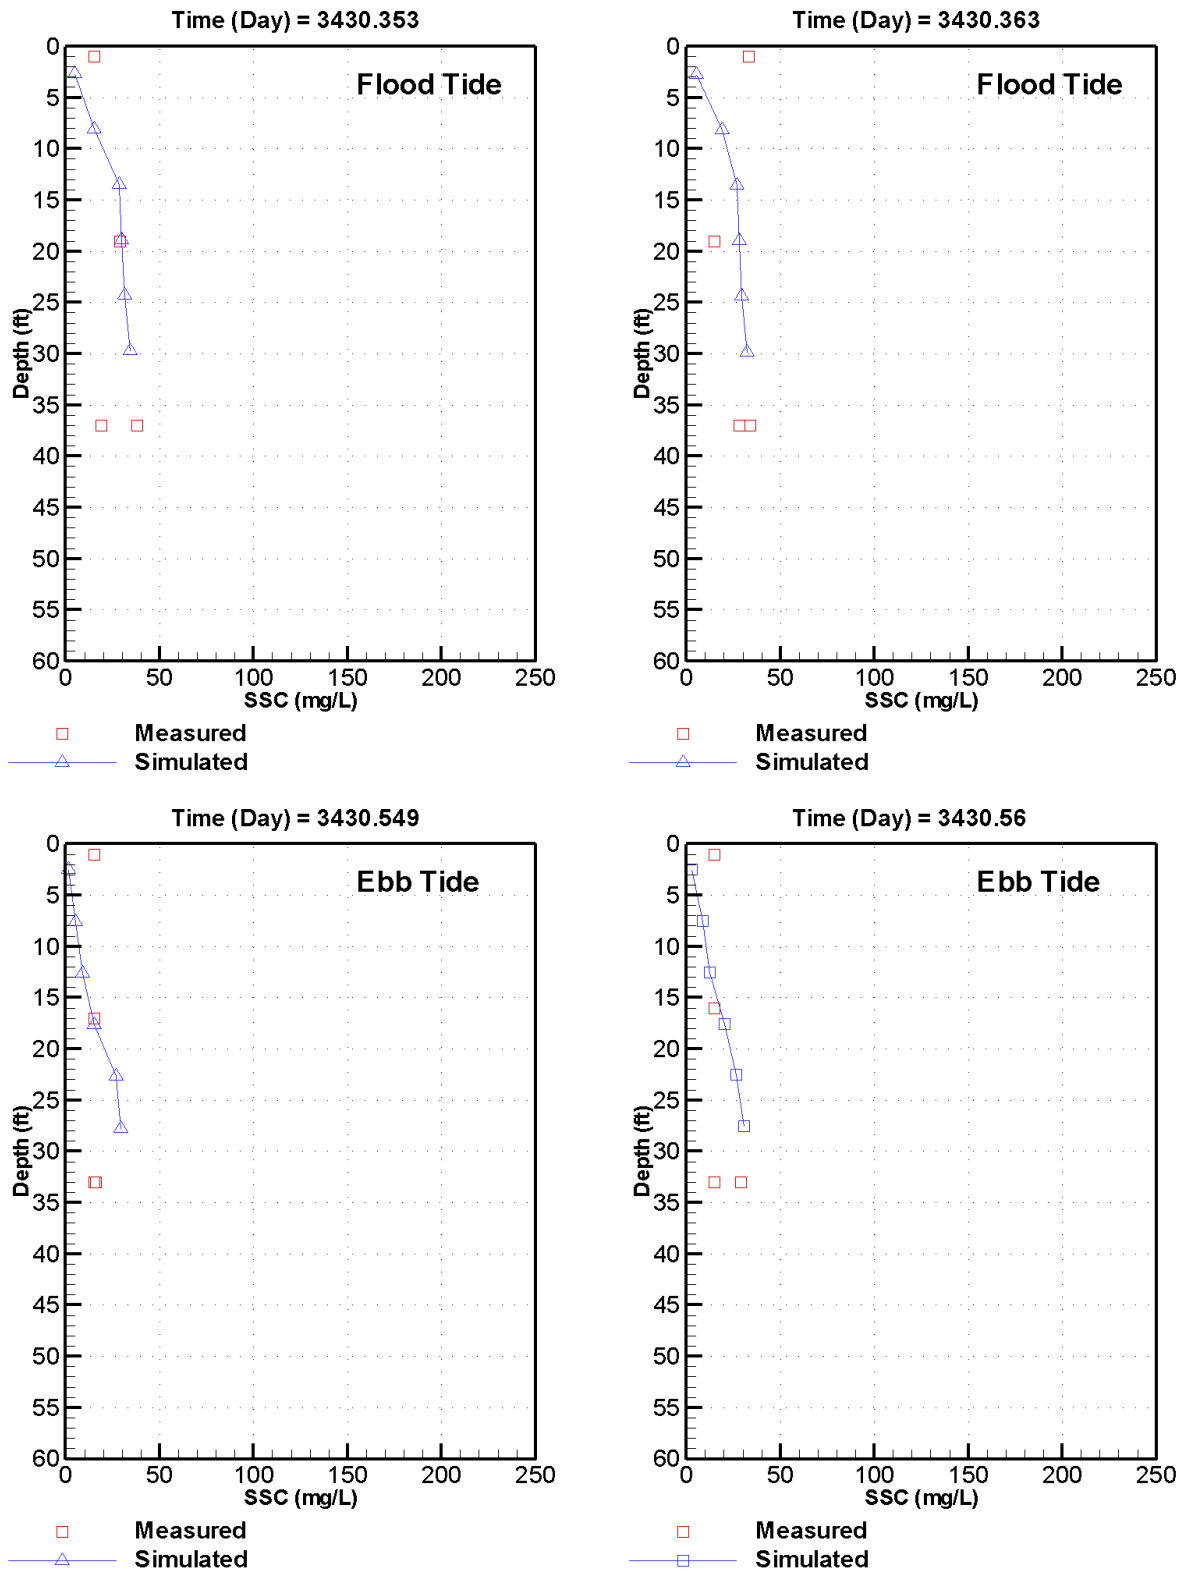 Time (Day) = 3430.353
Flood Tide
0
5
10
15
20
25
30
35
40
45
50
55
60
Depth (ft)
0 50 100 150 200 250
SSC (mg/L)
Measured
Simulated
Time (Day) = 3430.363
Flood Tide
0
5
10
15
20
25
30
35
40
45
50
55
60
Depth (ft)
0 50 100 150 200 250
SSC (mg/L)
Measured
Simulated
Time (Day) = 3430.549
Ebb Tide
0
5
10
15
20
25
30
35
40
45
50
55
60
Depth (ft)
0 50 100 150 200 250
SSC (mg/L)
Measured
Simulated
Time (Day) = 3430.56
Ebb Tide
0
5
10
15
20
25
30
35
40
45
50
55
60
Depth (ft)
0 50 100 150 200 250
SSC (mg/L)
Measured
Simulated